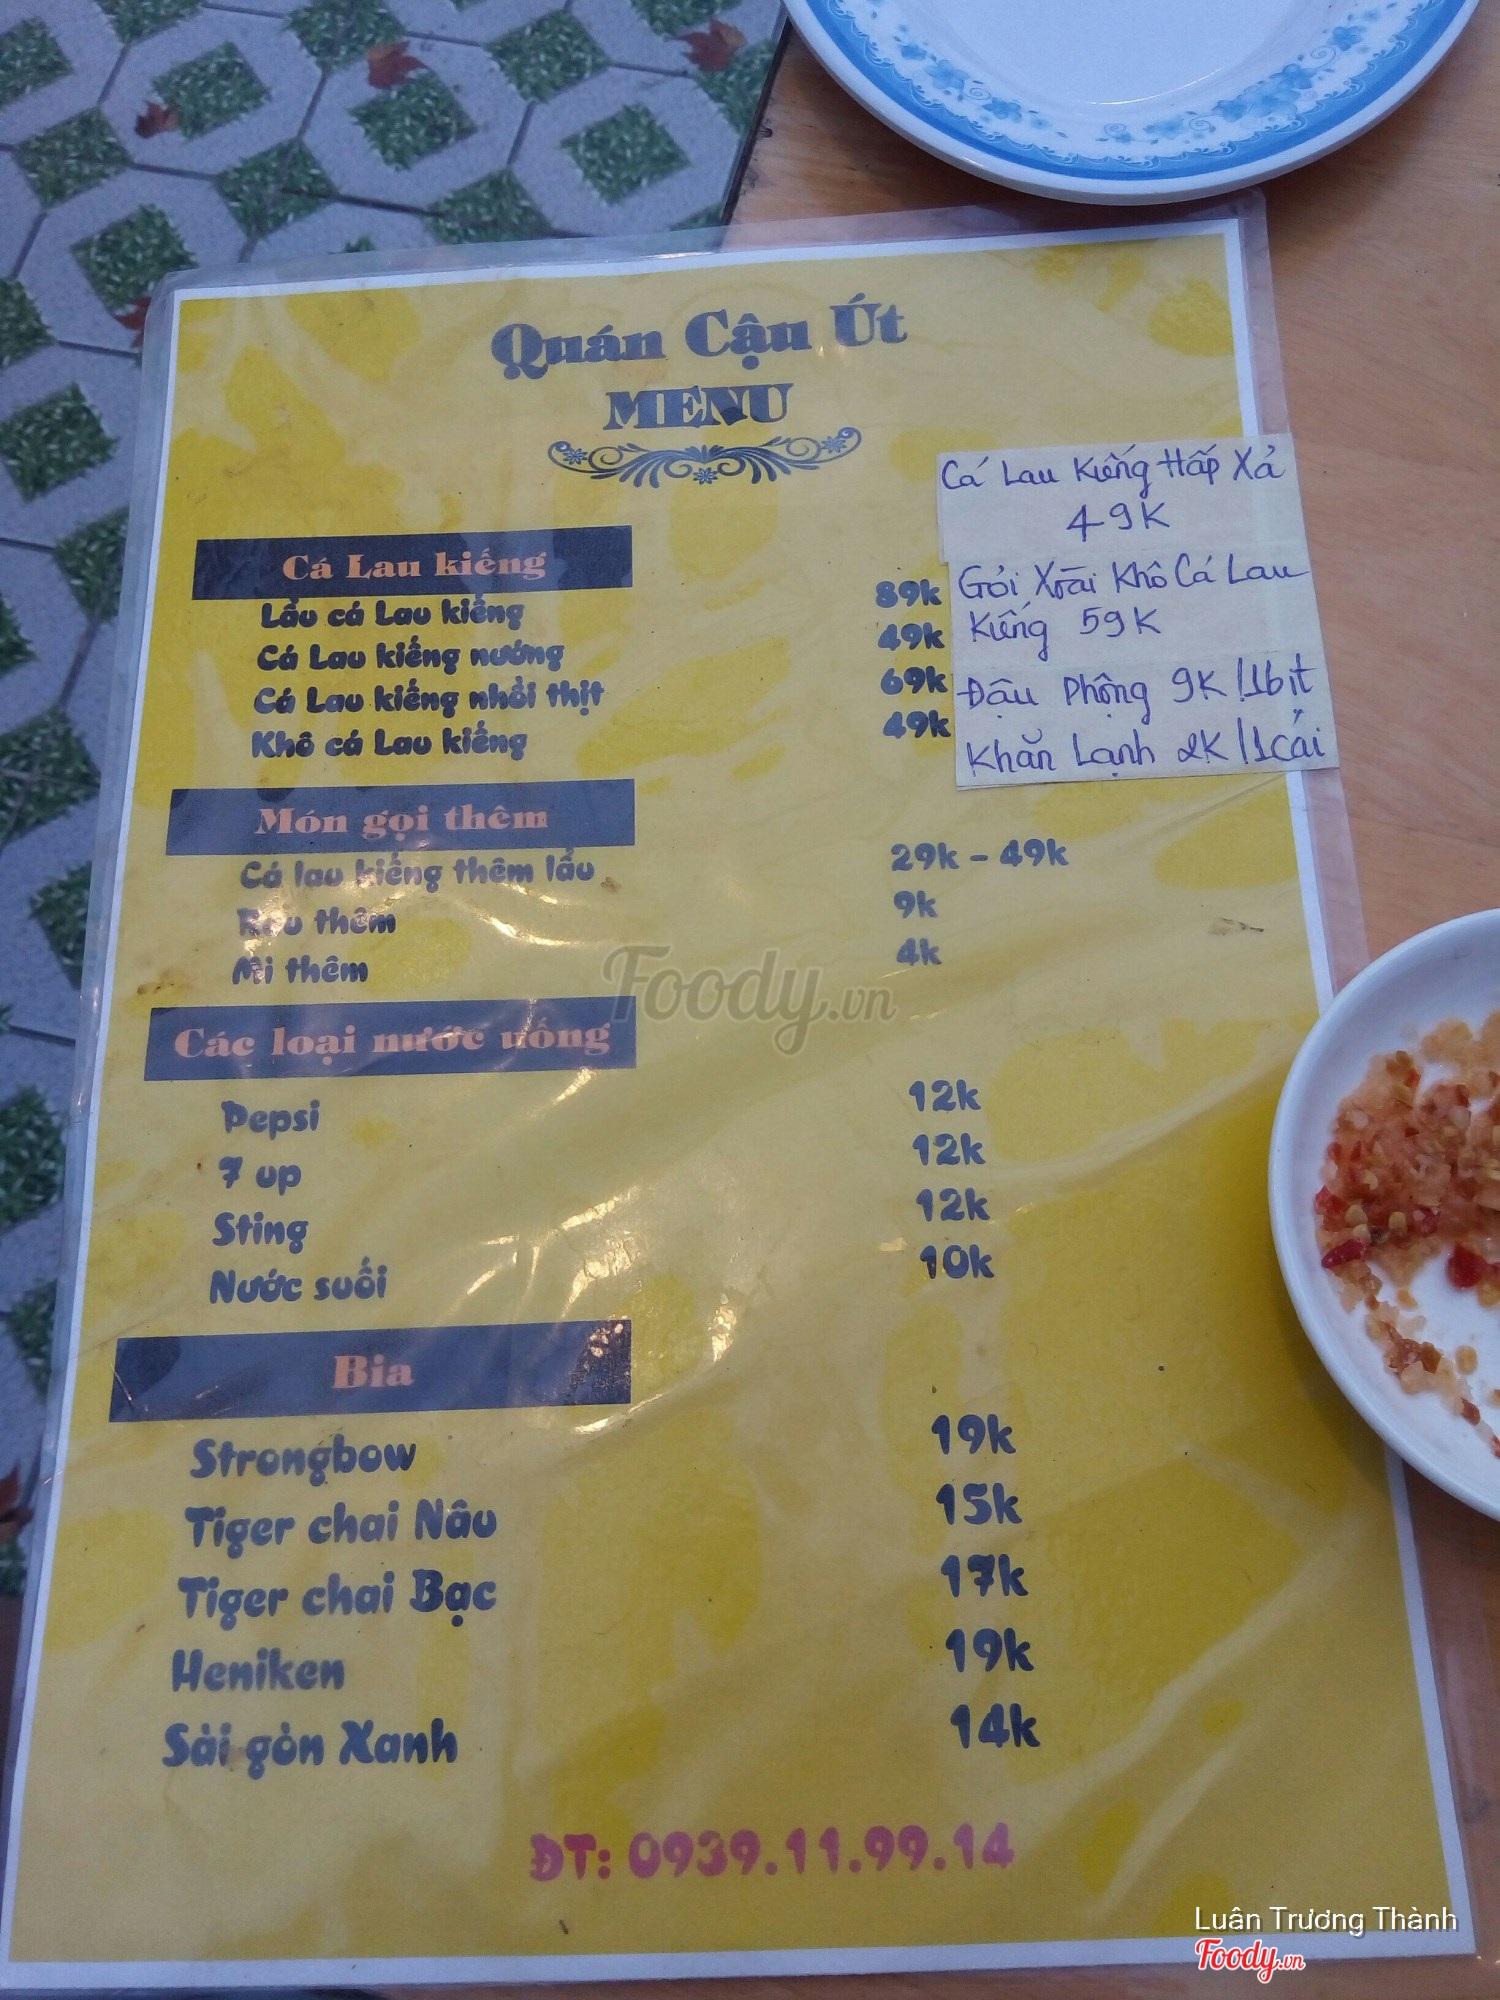 Quán Cậu Út
MENU
Cá Lau kiếng
Lẩu cá Lau kiếng 89k
Cá Lau kiếng nướng 49k
Cá Lau kiếng nhồi thịt 69k
Khô cá Lau kiếng 49k
Cá Lau Kiếng Hấp Xả
49K
Gỏi Xoài Khô Cá Lau
Kiếng 59K
Đậu Phộng 9K/1bịt
Khăn Lạnh 2K/1cái
Món gọi thêm
Cá lau kiếng thêm lẩu 29k - 49k
Rau thêm 9k
Mì thêm 4k
Các loại nước uống
Pepsi 12k
7 up 12k
Sting 12k
Nước suối 10k
Bia
Strongbow 19k
Tiger chai Nâu 15k
Tiger chai Bạc 17k
Heniken 19k
Sài gòn Xanh 14k
ĐT: 0939.11.99.14
Foody.vn
Luân Trương Thành
Foody.vn